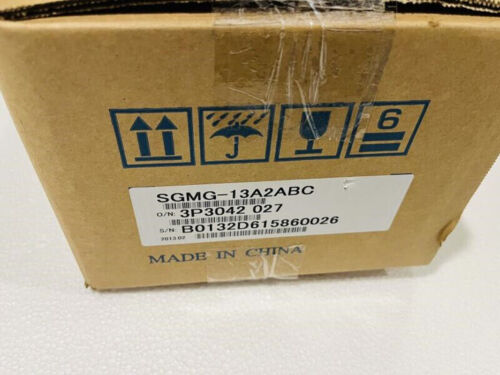 6
SGMG-13A2ABC
O/N: 3P3042 027
S/N: B0132D615860026
2013.02
MADE IN CHINA